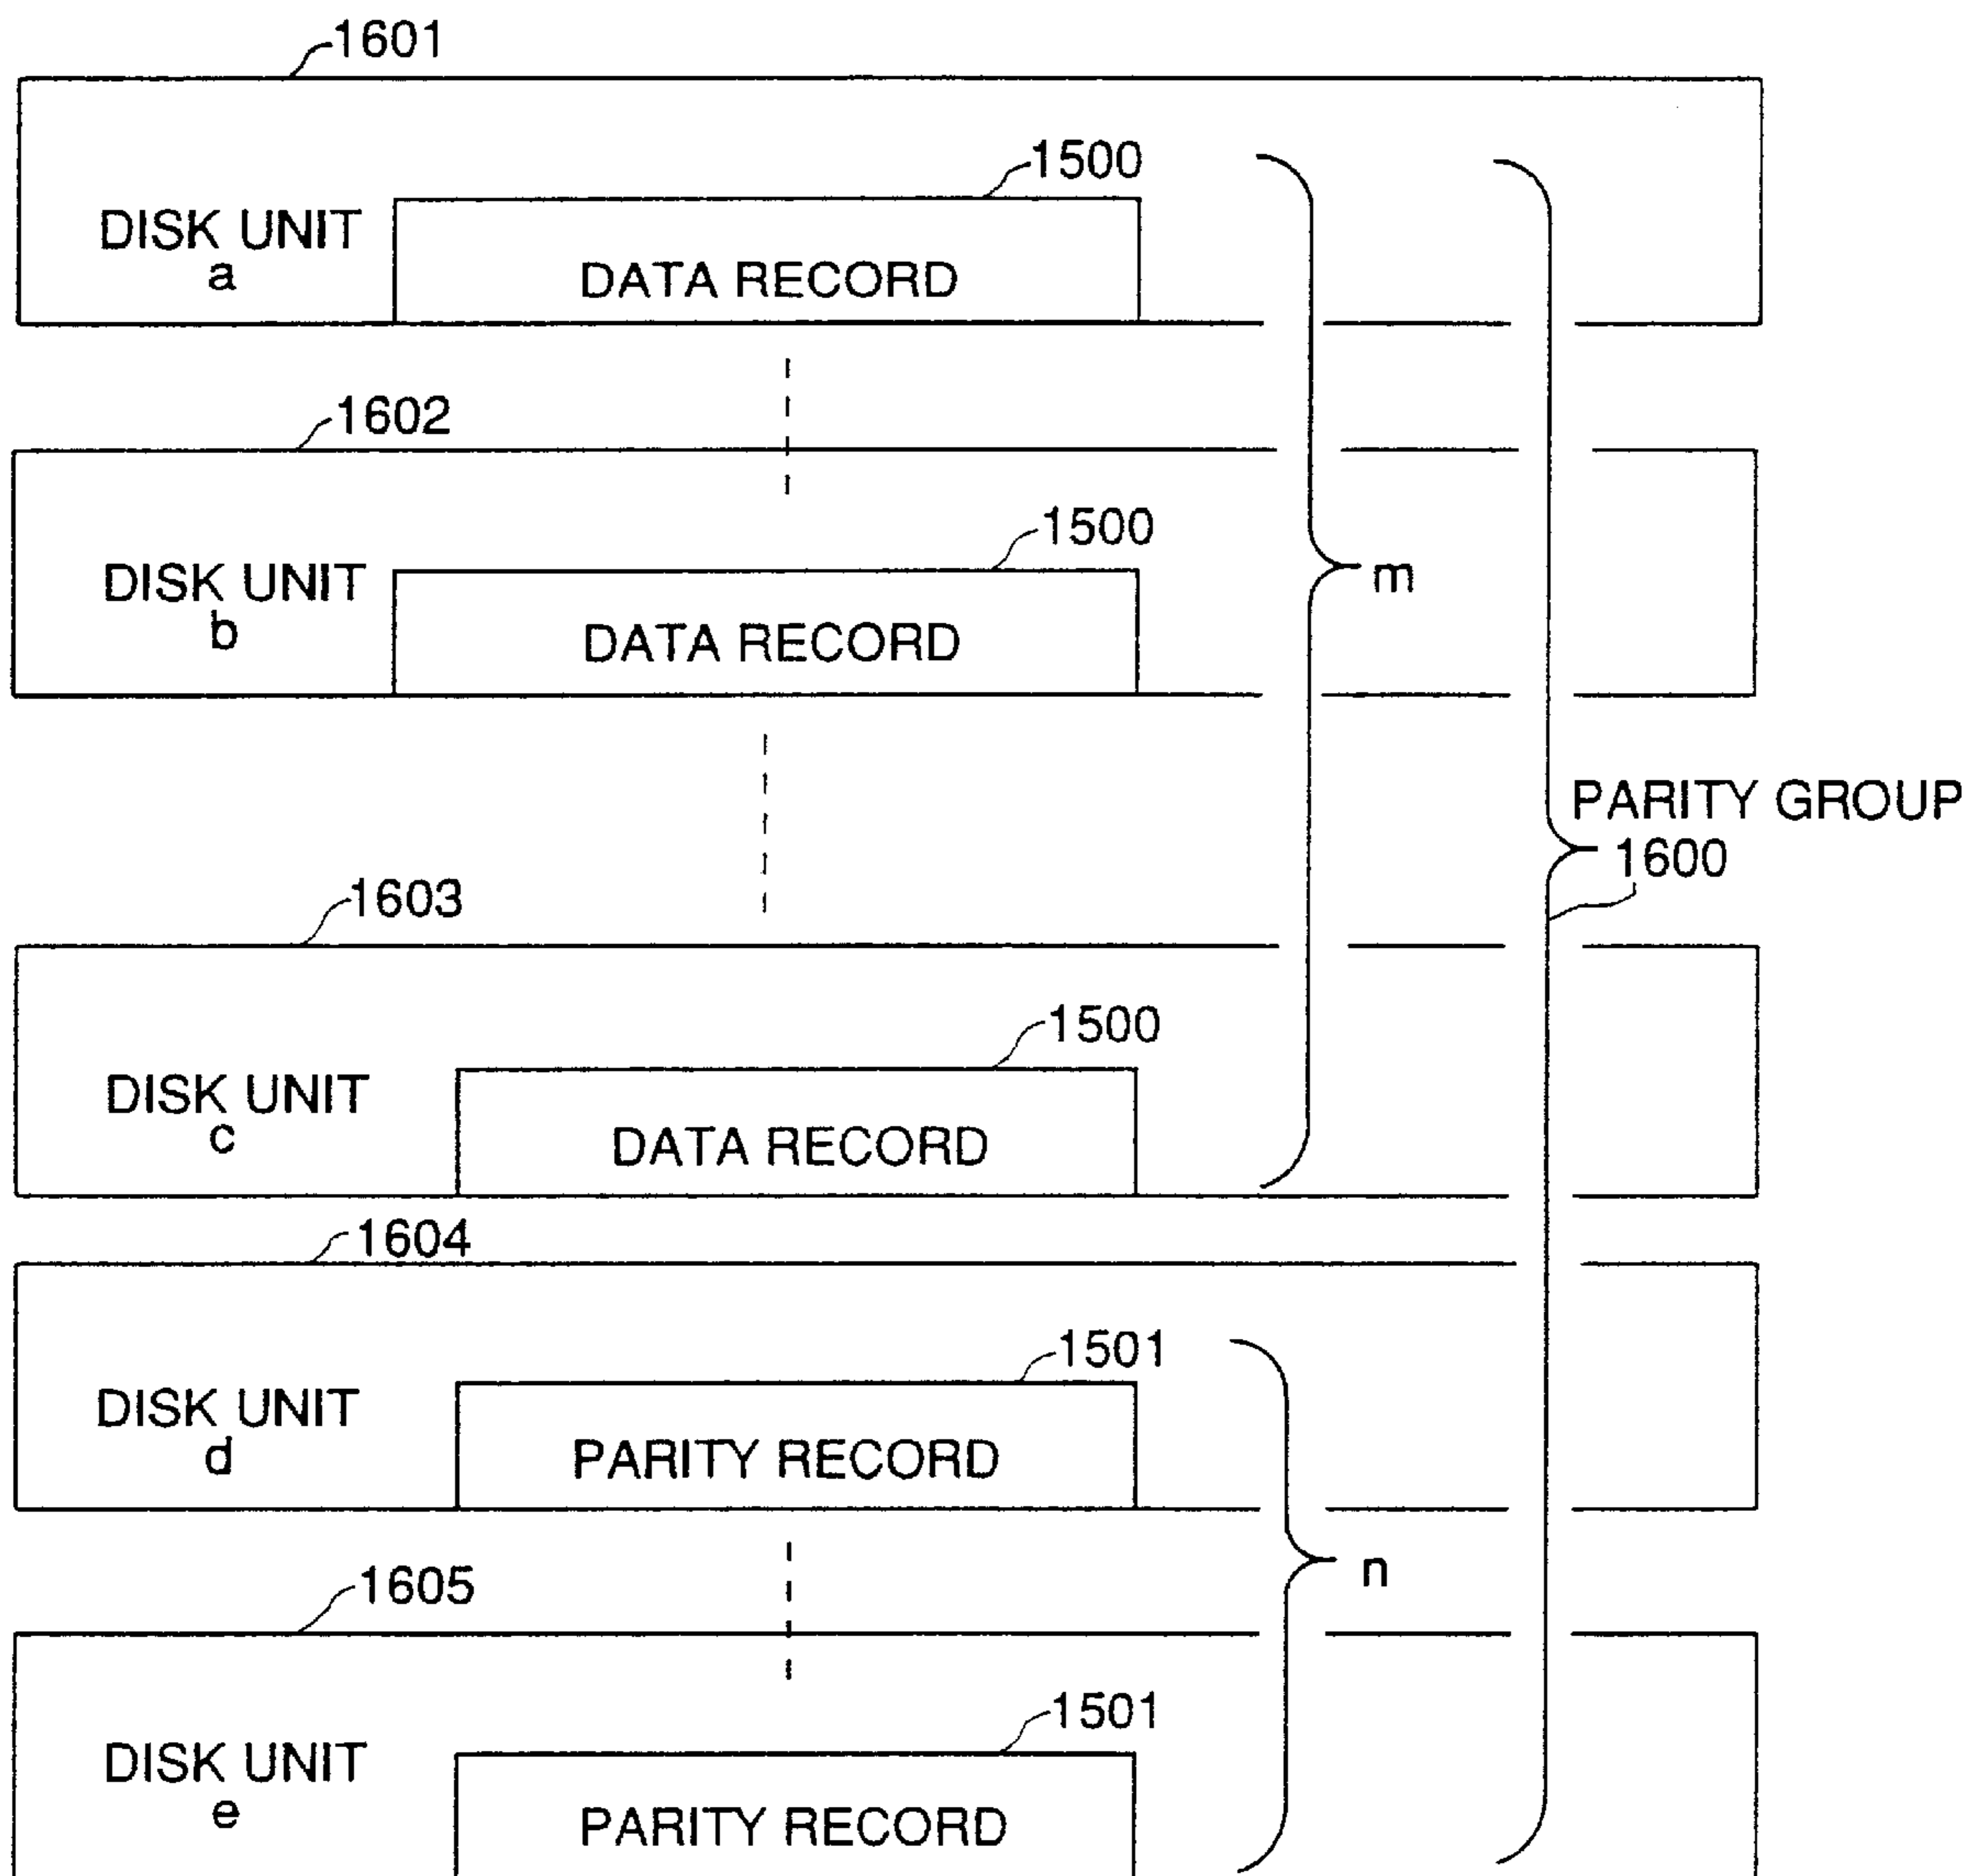 1601
1500
DISK UNIT
a
DATA RECORD
1602
1500
m
DISK UNIT
b
DATA RECORD
PARITY GROUP
1600
1603
1500
DISK UNIT
c
DATA RECORD
1604
1501
DISK UNIT
d
PARITY RECORD
n
1605
1501
DISK UNIT
e
PARITY RECORD